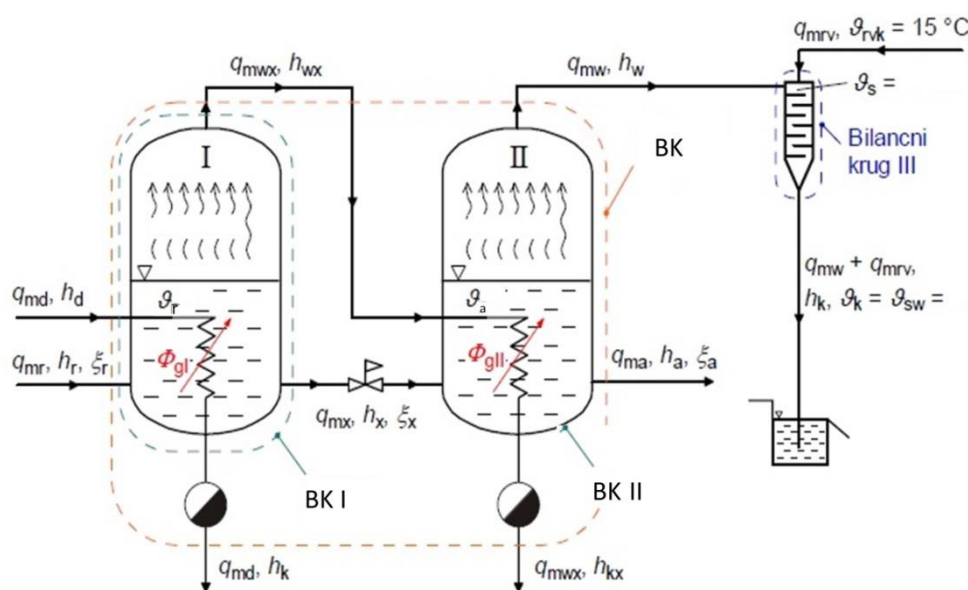 q_mrv, ϑ_rvk = 15 °C
q_mwx, h_wx
q_mw, h_w
ϑ_s =
BK
Bilancni
krug III
I
II
q_md, h_d
ϑ_r
ϑ_a
q_mw + q_mrv,
h_k, ϑ_k = ϑ_sw =
Φ_gI
Φ_gII
q_mr, h_r, ξ_r
q_ma, h_a, ξ_a
q_mx, h_x, ξ_x
BK I
BK II
q_md, h_k
q_mwx, h_kx